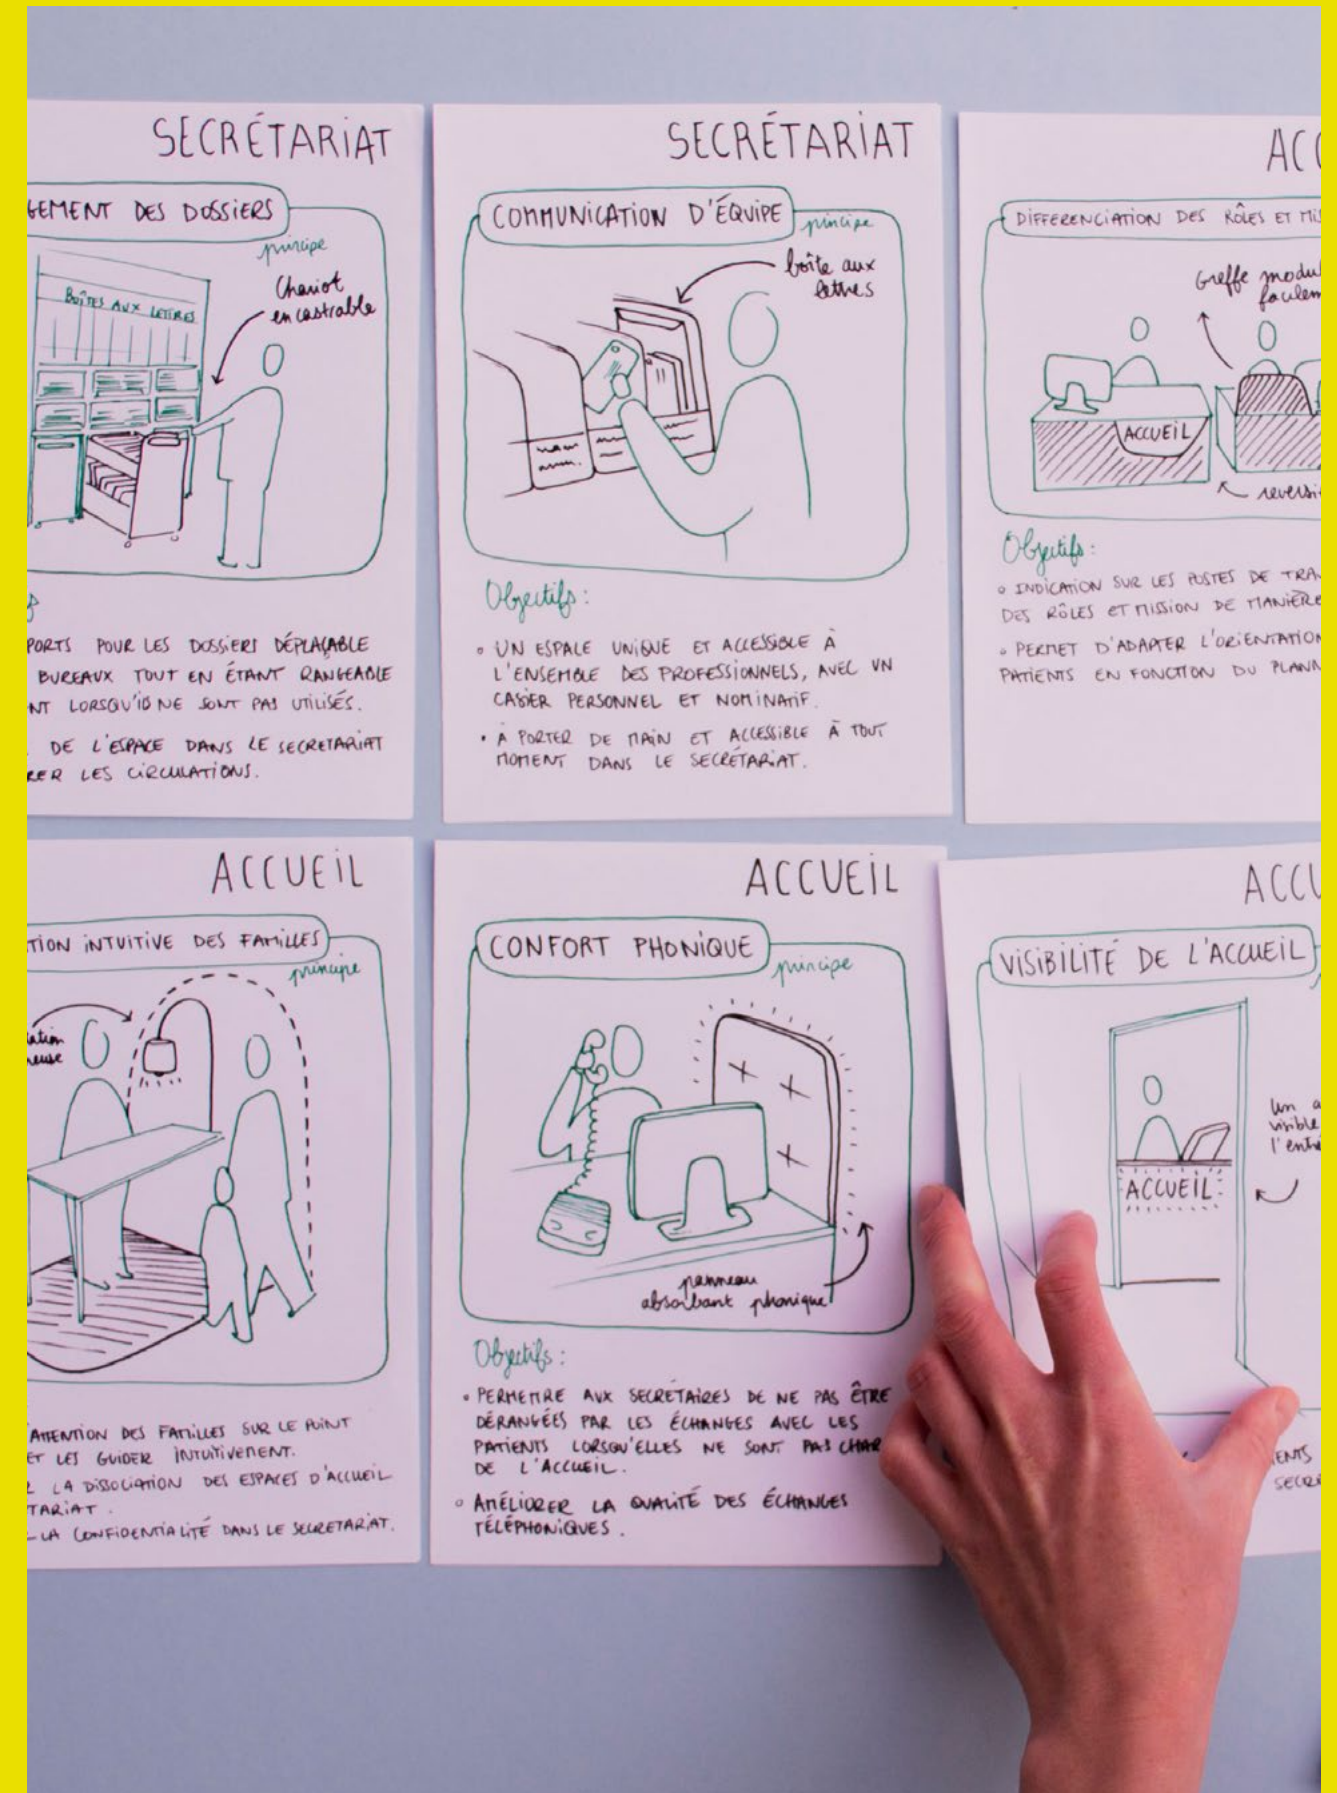 SECRÉTARIAT
GEMENT DES DOSSIERS
principe
Chariot
encastrable
BOÎTES AUX LETTRES
PORTS POUR LES DOSSIERS DÉPLAÇABLE
BUREAUX TOUT EN ÉTANT RANGEABLE
NT LORSQU'ILS NE SONT PAS UTILISÉS.
DE L'ESPACE DANS LE SECRETARIAT
RER LES CIRCULATIONS.
SECRÉTARIAT
COMMUNICATION D'ÉQUIPE
principe
boîte aux
lettres
Objectifs :
• UN ESPACE UNIQUE ET ACCESSIBLE À
L'ENSEMBLE DES PROFESSIONNELS, AVEC UN
CASIER PERSONNEL ET NOMINATIF.
• À PORTER DE MAIN ET ACCESSIBLE À TOUT
MOMENT DANS LE SECRÉTARIAT.
ACC
DIFFERENCIATION DES RÔLES ET MIS
Greffe modu
facilem
ACCUEIL
reversi
Objectifs :
• INDICATION SUR LES POSTES DE TRA
DES RÔLES ET MISSION DE MANIÈRE
• PERMET D'ADAPTER L'ORIENTATION
PATIENTS EN FONCTION DU PLANN
ACCUEIL
TION INTUITIVE DES FAMILLES
principe
ATTENTION DES FAMILLES SUR LE POINT
ET LES GUIDER INTUITIVEMENT.
LA DISSOCIATION DES ESPACES D'ACCUEIL
TARIAT.
LA CONFIDENTIALITÉ DANS LE SECRETARIAT.
ACCUEIL
CONFORT PHONIQUE
principe
panneau
absorbant phonique
Objectifs :
• PERMETTRE AUX SECRÉTAIRES DE NE PAS ÊTRE
DÉRANGÉES PAR LES ÉCHANGES AVEC LES
PATIENTS LORSQU'ELLES NE SONT PAS CHAR
DE L'ACCUEIL.
• AMÉLIORER LA QUALITÉ DES ÉCHANGES
TÉLÉPHONIQUES.
ACCU
VISIBILITÉ DE L'ACCUEIL
un a
visible
l'entré
ACCUEIL
ENTS
SECR